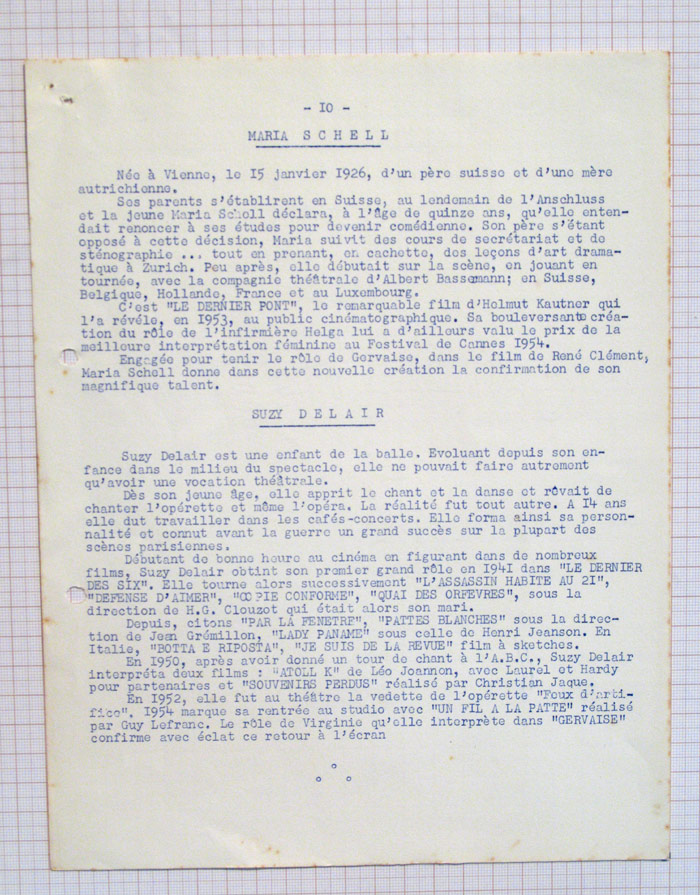 - IO -
MARIA S C H E L L
Née à Vienne, le I5 janvier I926, d'un père suisse et d'une mère
autrichienne.
Ses parents s'établirent en Suisse, au lendemain de l'Anschluss
et la jeune Maria Schell déclara, à l'âge de quinze ans, qu'elle enten-
dait renoncer à ses études pour devenir comédienne. Son père s'étant
opposé à cette décision, Maria suivit des cours de secrétariat et de
sténographie ... tout en prenant, en cachette, des leçons d'art drama-
tique à Zurich. Peu après, elle débutait sur la scène, en jouant en
tournée, avec la compagnie théâtrale d'Albert Bassemann; en Suisse,
Belgique, Hollande, France et au Luxembourg.
C'est "LE DERNIER PONT", le remarquable film d'Helmut Kautner qui
l'a révélé, en I953, au public cinématographique. Sa bouleversante créa-
tion du rôle de l'infirmière Helga lui a d'ailleurs valu le prix de la
meilleure interprétation féminine au Festival de Cannes I954.
Engagée pour tenir le rôle de Gervaise, dans le film de René Clément,
Maria Schell donne dans cette nouvelle création la confirmation de son
magnifique talent.
SUZY D E L A I R
Suzy Delair est une enfant de la balle. Evoluant depuis son en-
fance dans le milieu du spectacle, elle ne pouvait faire autrement
qu'avoir une vocation théâtrale.
Dès son jeune âge, elle apprit le chant et la danse et rêvait de
chanter l'opérette et même l'opéra. La réalité fut tout autre. A I4 ans
elle dut travailler dans les cafés-concerts. Elle forma ainsi sa person-
nalité et connut avant la guerre un grand succès sur la plupart des
scènes parisiennes.
Débutant de bonne heure au cinéma en figurant dans de nombreux
films, Suzy Delair obtint son premier grand rôle en I94I dans "LE DERNIER
DES SIX". Elle tourne alors successivement "L'ASSASSIN HABITE AU 2I",
"DEFENSE D'AIMER", "COPIE CONFORME", "QUAI DES ORFEVRES", sous la
direction de H.G. Clouzot qui était alors son mari.
Depuis, citons "PAR LA FENETRE", "PATTES BLANCHES" sous la direc-
tion de Jean Grémillon, "LADY PANAME" sous celle de Henri Jeanson. En
Italie, "BOTTA E RIPOSTA", "JE SUIS DE LA REVUE" film à sketches.
En I950, après avoir donné un tour de chant à l'A.B.C., Suzy Delair
interpréta deux films : "ATOLL K" de Léo Joannon, avec Laurel et Hardy
pour partenaires et "SOUVENIRS PERDUS" réalisé par Christian Jaque.
En I952, elle fut au théâtre la vedette de l'opérette "Feux d'arti-
fice". I954 marque sa rentrée au studio avec "UN FIL A LA PATTE" réalisé
par Guy Lefranc. Le rôle de Virginie qu'elle interprète dans "GERVAISE"
confirme avec éclat ce retour à l'écran